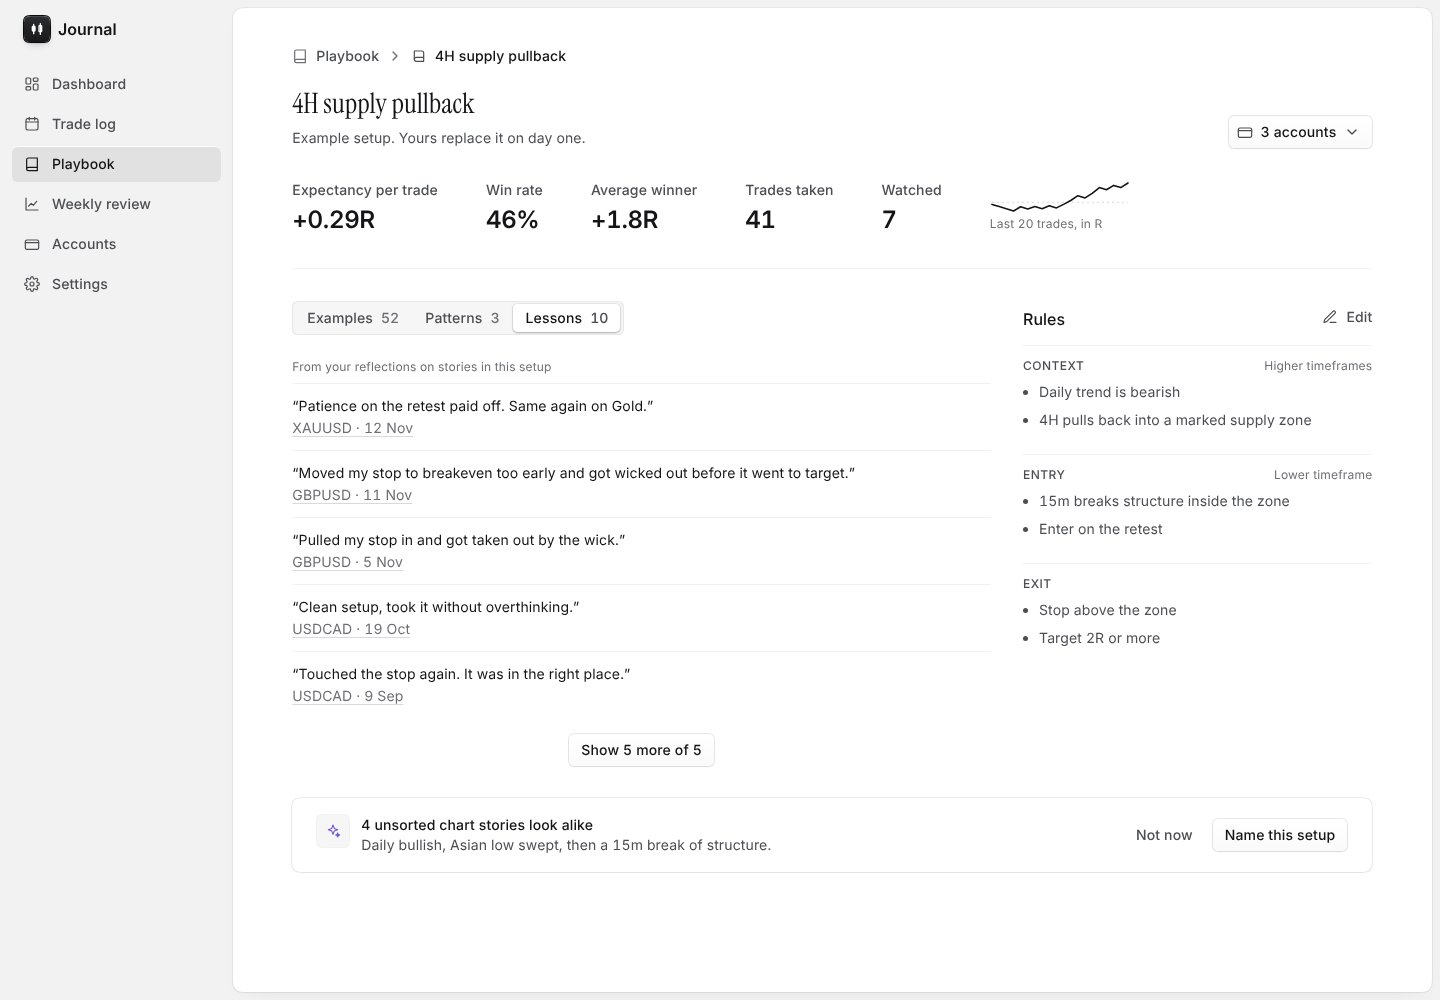 Journal
Dashboard
Trade log
Playbook
Weekly review
Accounts
Settings
Playbook
4H supply pullback
4H supply pullback
Example setup. Yours replace it on day one.
3 accounts
Expectancy per trade
+0.29R
Win rate
46%
Average winner
+1.8R
Trades taken
41
Watched
7
Last 20 trades, in R
Examples 52
Patterns 3
Lessons 10
From your reflections on stories in this setup
“Patience on the retest paid off. Same again on Gold.”
XAUUSD · 12 Nov
“Moved my stop to breakeven too early and got wicked out before it went to target.”
GBPUSD · 11 Nov
“Pulled my stop in and got taken out by the wick.”
GBPUSD · 5 Nov
“Clean setup, took it without overthinking.”
USDCAD · 19 Oct
“Touched the stop again. It was in the right place.”
USDCAD · 9 Sep
Show 5 more of 5
Rules
Edit
CONTEXT
Higher timeframes
Daily trend is bearish
4H pulls back into a marked supply zone
ENTRY
Lower timeframe
15m breaks structure inside the zone
Enter on the retest
EXIT
Stop above the zone
Target 2R or more
4 unsorted chart stories look alike
Daily bullish, Asian low swept, then a 15m break of structure.
Not now
Name this setup